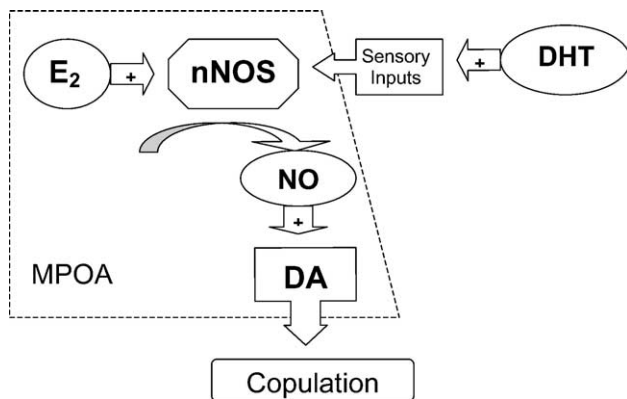 E₂
+
nNOS
Sensory
Inputs
+
DHT
NO
+
MPOA
DA
Copulation